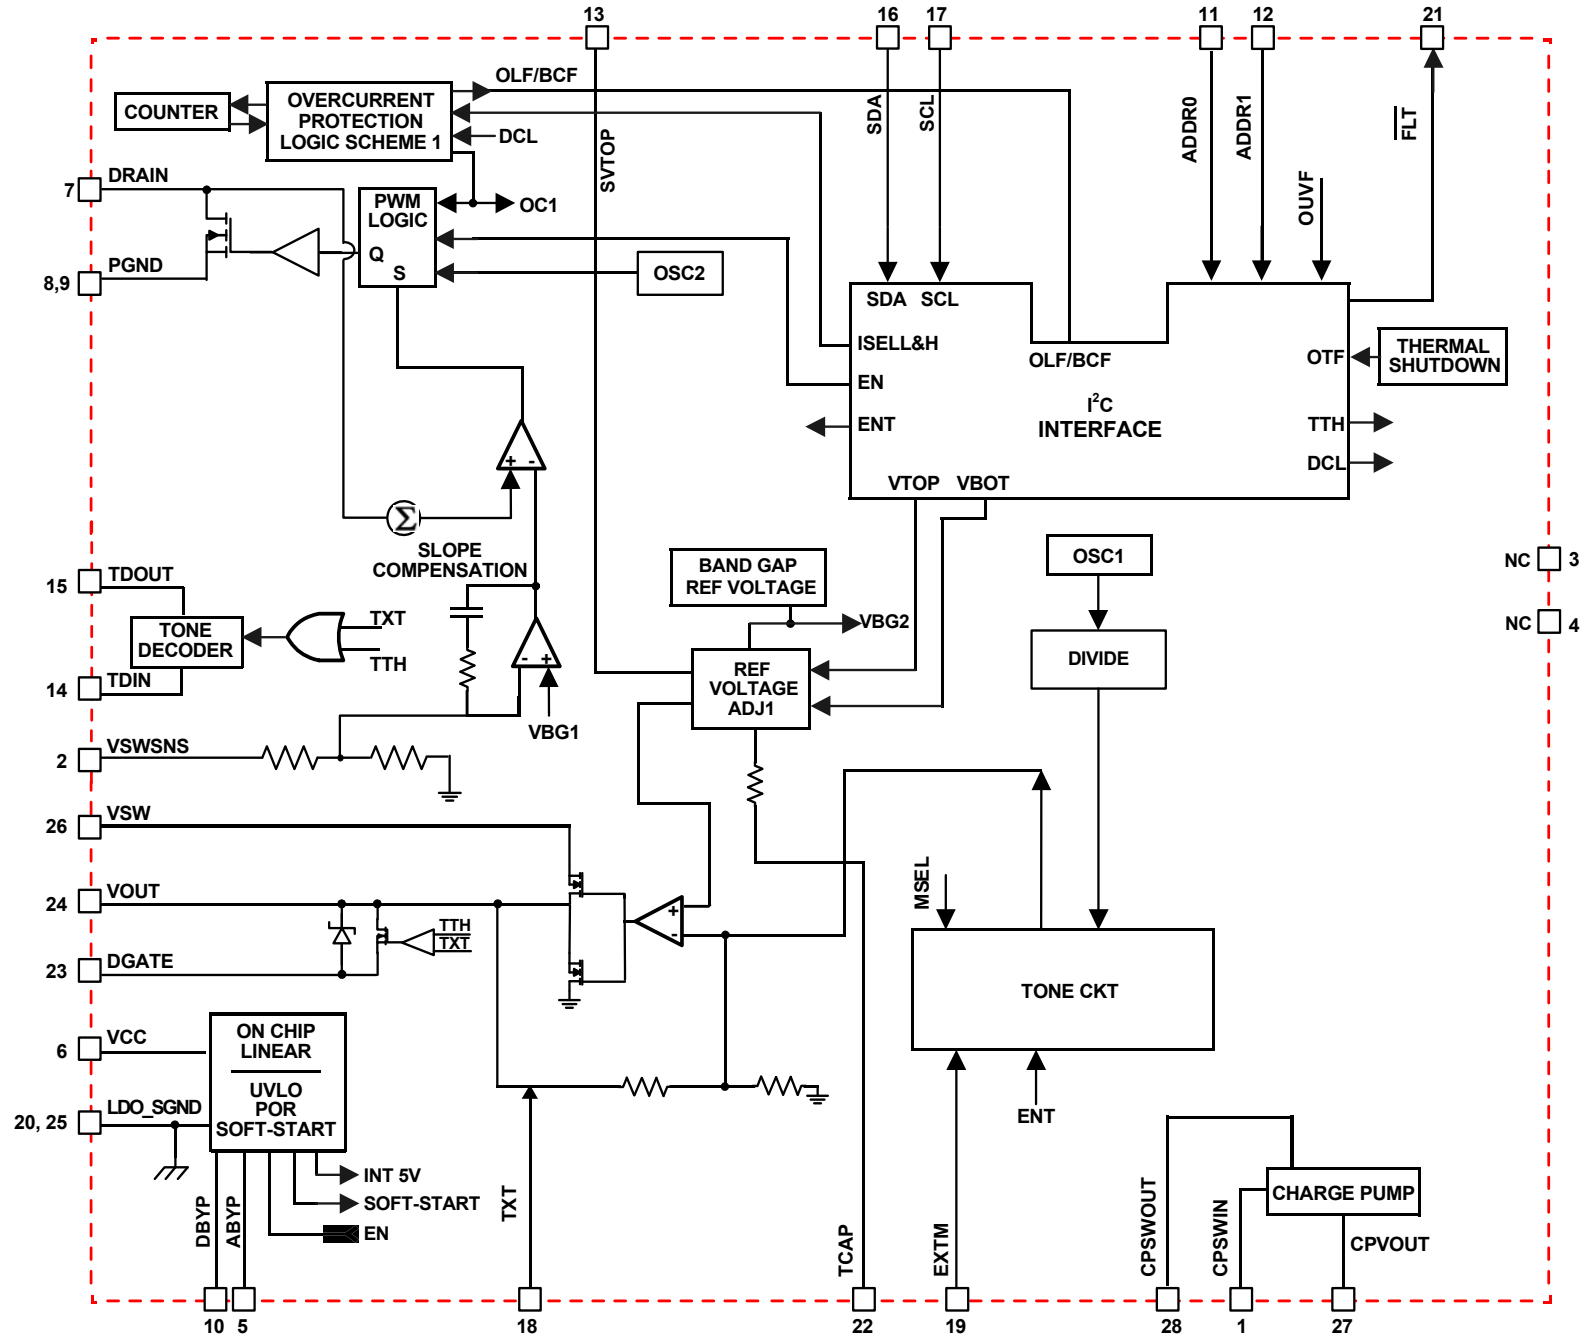 13
16
17
11
12
21
OLF/BCF
COUNTER
OVERCURRENT
PROTECTION
LOGIC SCHEME 1
DCL
SVTOP
SDA
SCL
ADDR0
ADDR1
FLT
OUVF
7
DRAIN
PWM
LOGIC
Q
S
OC1
8,9
PGND
OSC2
SDA
SCL
ISELL&H
OLF/BCF
EN
ENT
I²C
INTERFACE
OTF
THERMAL
SHUTDOWN
TTH
DCL
VTOP
VBOT
+
-
Σ
SLOPE
COMPENSATION
BAND GAP
REF VOLTAGE
VBG2
OSC1
NC
3
NC
4
15
TDOUT
TONE
DECODER
TXT
TTH
14
TDIN
-
+
VBG1
REF
VOLTAGE
ADJ1
DIVIDE
2
VSWSNS
26
VSW
24
VOUT
TTH
TXT
23
DGATE
+
-
MSEL
TONE CKT
6
VCC
ON CHIP
LINEAR
UVLO
POR
SOFT-START
20, 25
LDO_SGND
ENT
INT 5V
SOFT-START
EN
DBYP
ABYP
TXT
TCAP
EXTM
CPSWOUT
CPSWIN
CHARGE PUMP
CPVOUT
10
5
18
22
19
28
1
27